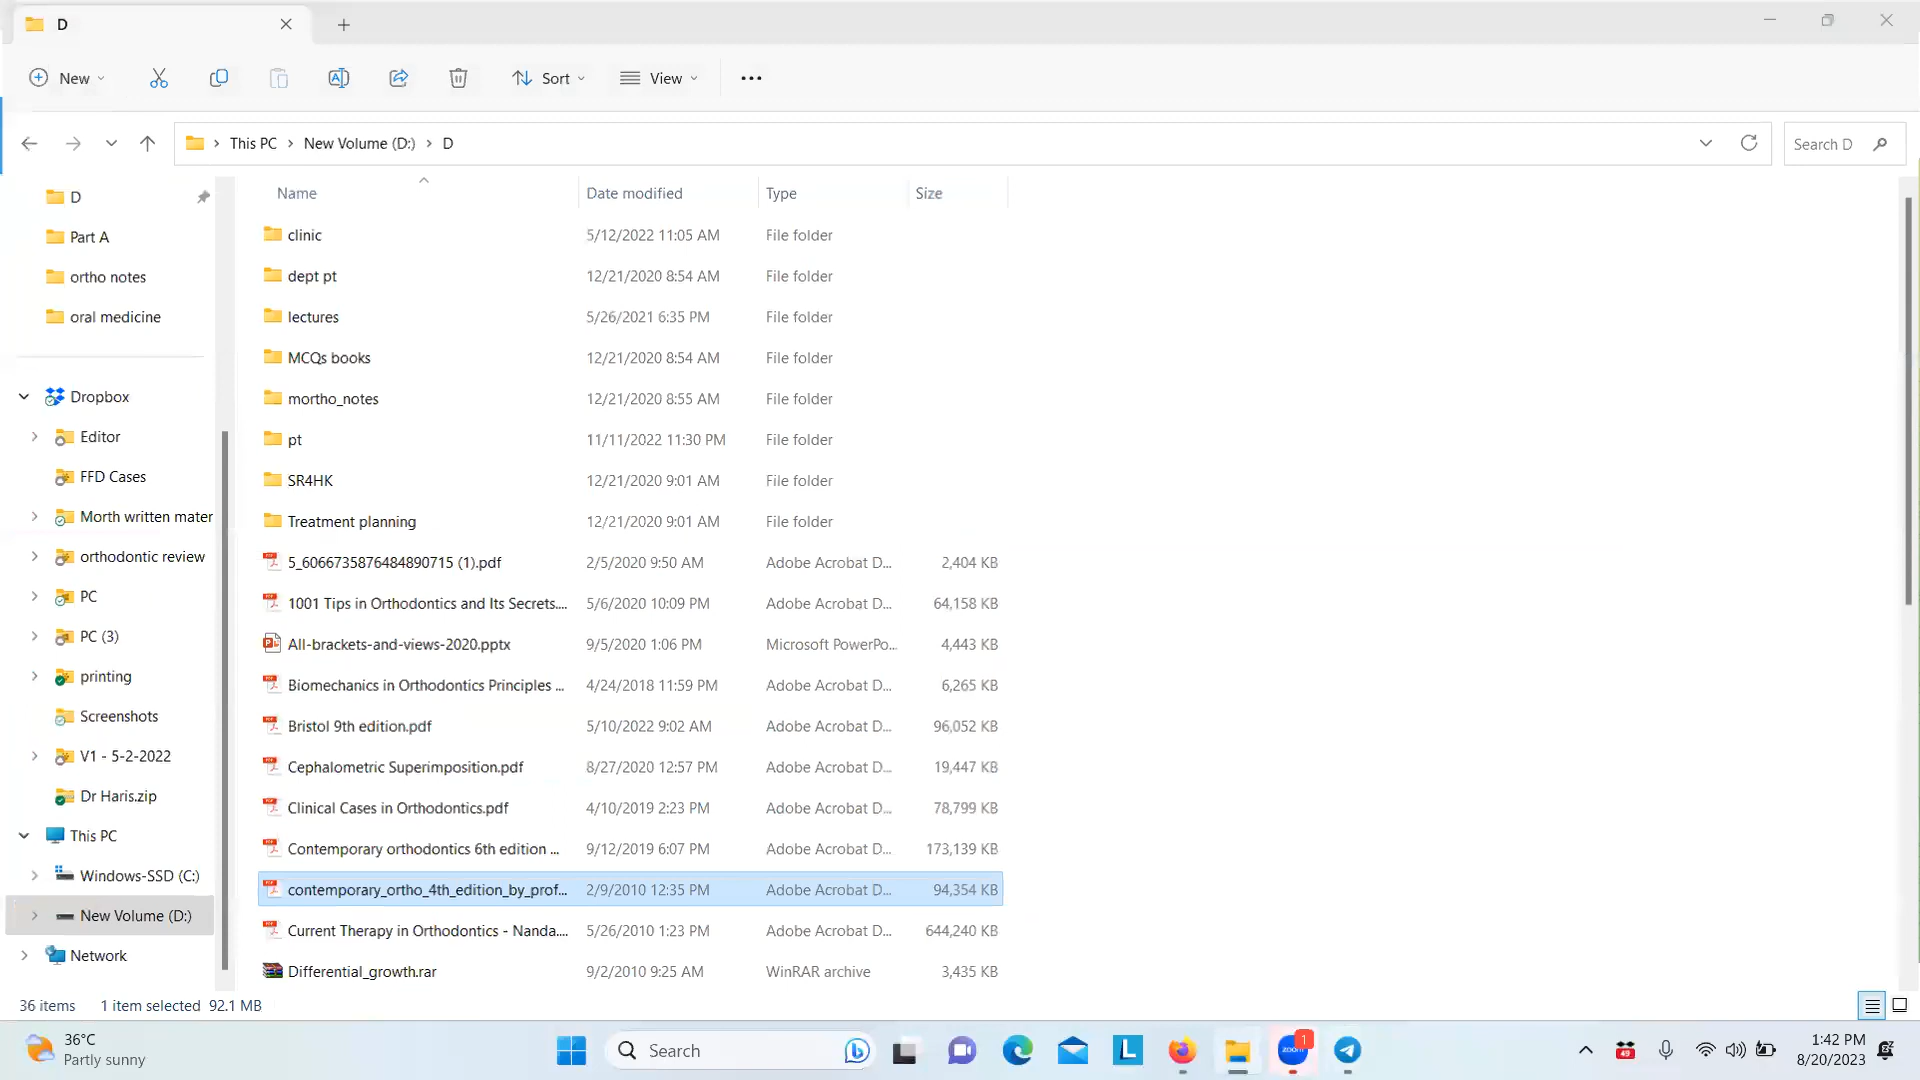 D
New
Sort
View
This PC
New Volume (D:)
D
Search D
D
Part A
ortho notes
oral medicine
Dropbox
Editor
FFD Cases
Morth written mater
orthodontic review
PC
PC (3)
printing
Screenshots
V1 - 5-2-2022
Dr Haris.zip
This PC
Windows-SSD (C:)
New Volume (D:)
Network
Name Date modified Type Size
clinic 5/12/2022 11:05 AM File folder
dept pt 12/21/2020 8:54 AM File folder
lectures 5/26/2021 6:35 PM File folder
MCQs books 12/21/2020 8:54 AM File folder
mortho_notes 12/21/2020 8:55 AM File folder
pt 11/11/2022 11:30 PM File folder
SR4HK 12/21/2020 9:01 AM File folder
Treatment planning 12/21/2020 9:01 AM File folder
5_6066735876484890715 (1).pdf 2/5/2020 9:50 AM Adobe Acrobat D... 2,404 KB
1001 Tips in Orthodontics and Its Secrets.... 5/6/2020 10:09 PM Adobe Acrobat D... 64,158 KB
All-brackets-and-views-2020.pptx 9/5/2020 1:06 PM Microsoft PowerPo... 4,443 KB
Biomechanics in Orthodontics Principles ... 4/24/2018 11:59 PM Adobe Acrobat D... 6,265 KB
Bristol 9th edition.pdf 5/10/2022 9:02 AM Adobe Acrobat D... 96,052 KB
Cephalometric Superimposition.pdf 8/27/2020 12:57 PM Adobe Acrobat D... 19,447 KB
Clinical Cases in Orthodontics.pdf 4/10/2019 2:23 PM Adobe Acrobat D... 78,799 KB
Contemporary orthodontics 6th edition ... 9/12/2019 6:07 PM Adobe Acrobat D... 173,139 KB
contemporary_ortho_4th_edition_by_prof... 2/9/2010 12:35 PM Adobe Acrobat D... 94,354 KB
Current Therapy in Orthodontics - Nanda.... 5/26/2010 1:23 PM Adobe Acrobat D... 644,240 KB
Differential_growth.rar 9/2/2010 9:25 AM WinRAR archive 3,435 KB
36 items 1 item selected 92.1 MB
36°C
Partly sunny
Search
L
zoom
1
49
1:42 PM
8/20/2023